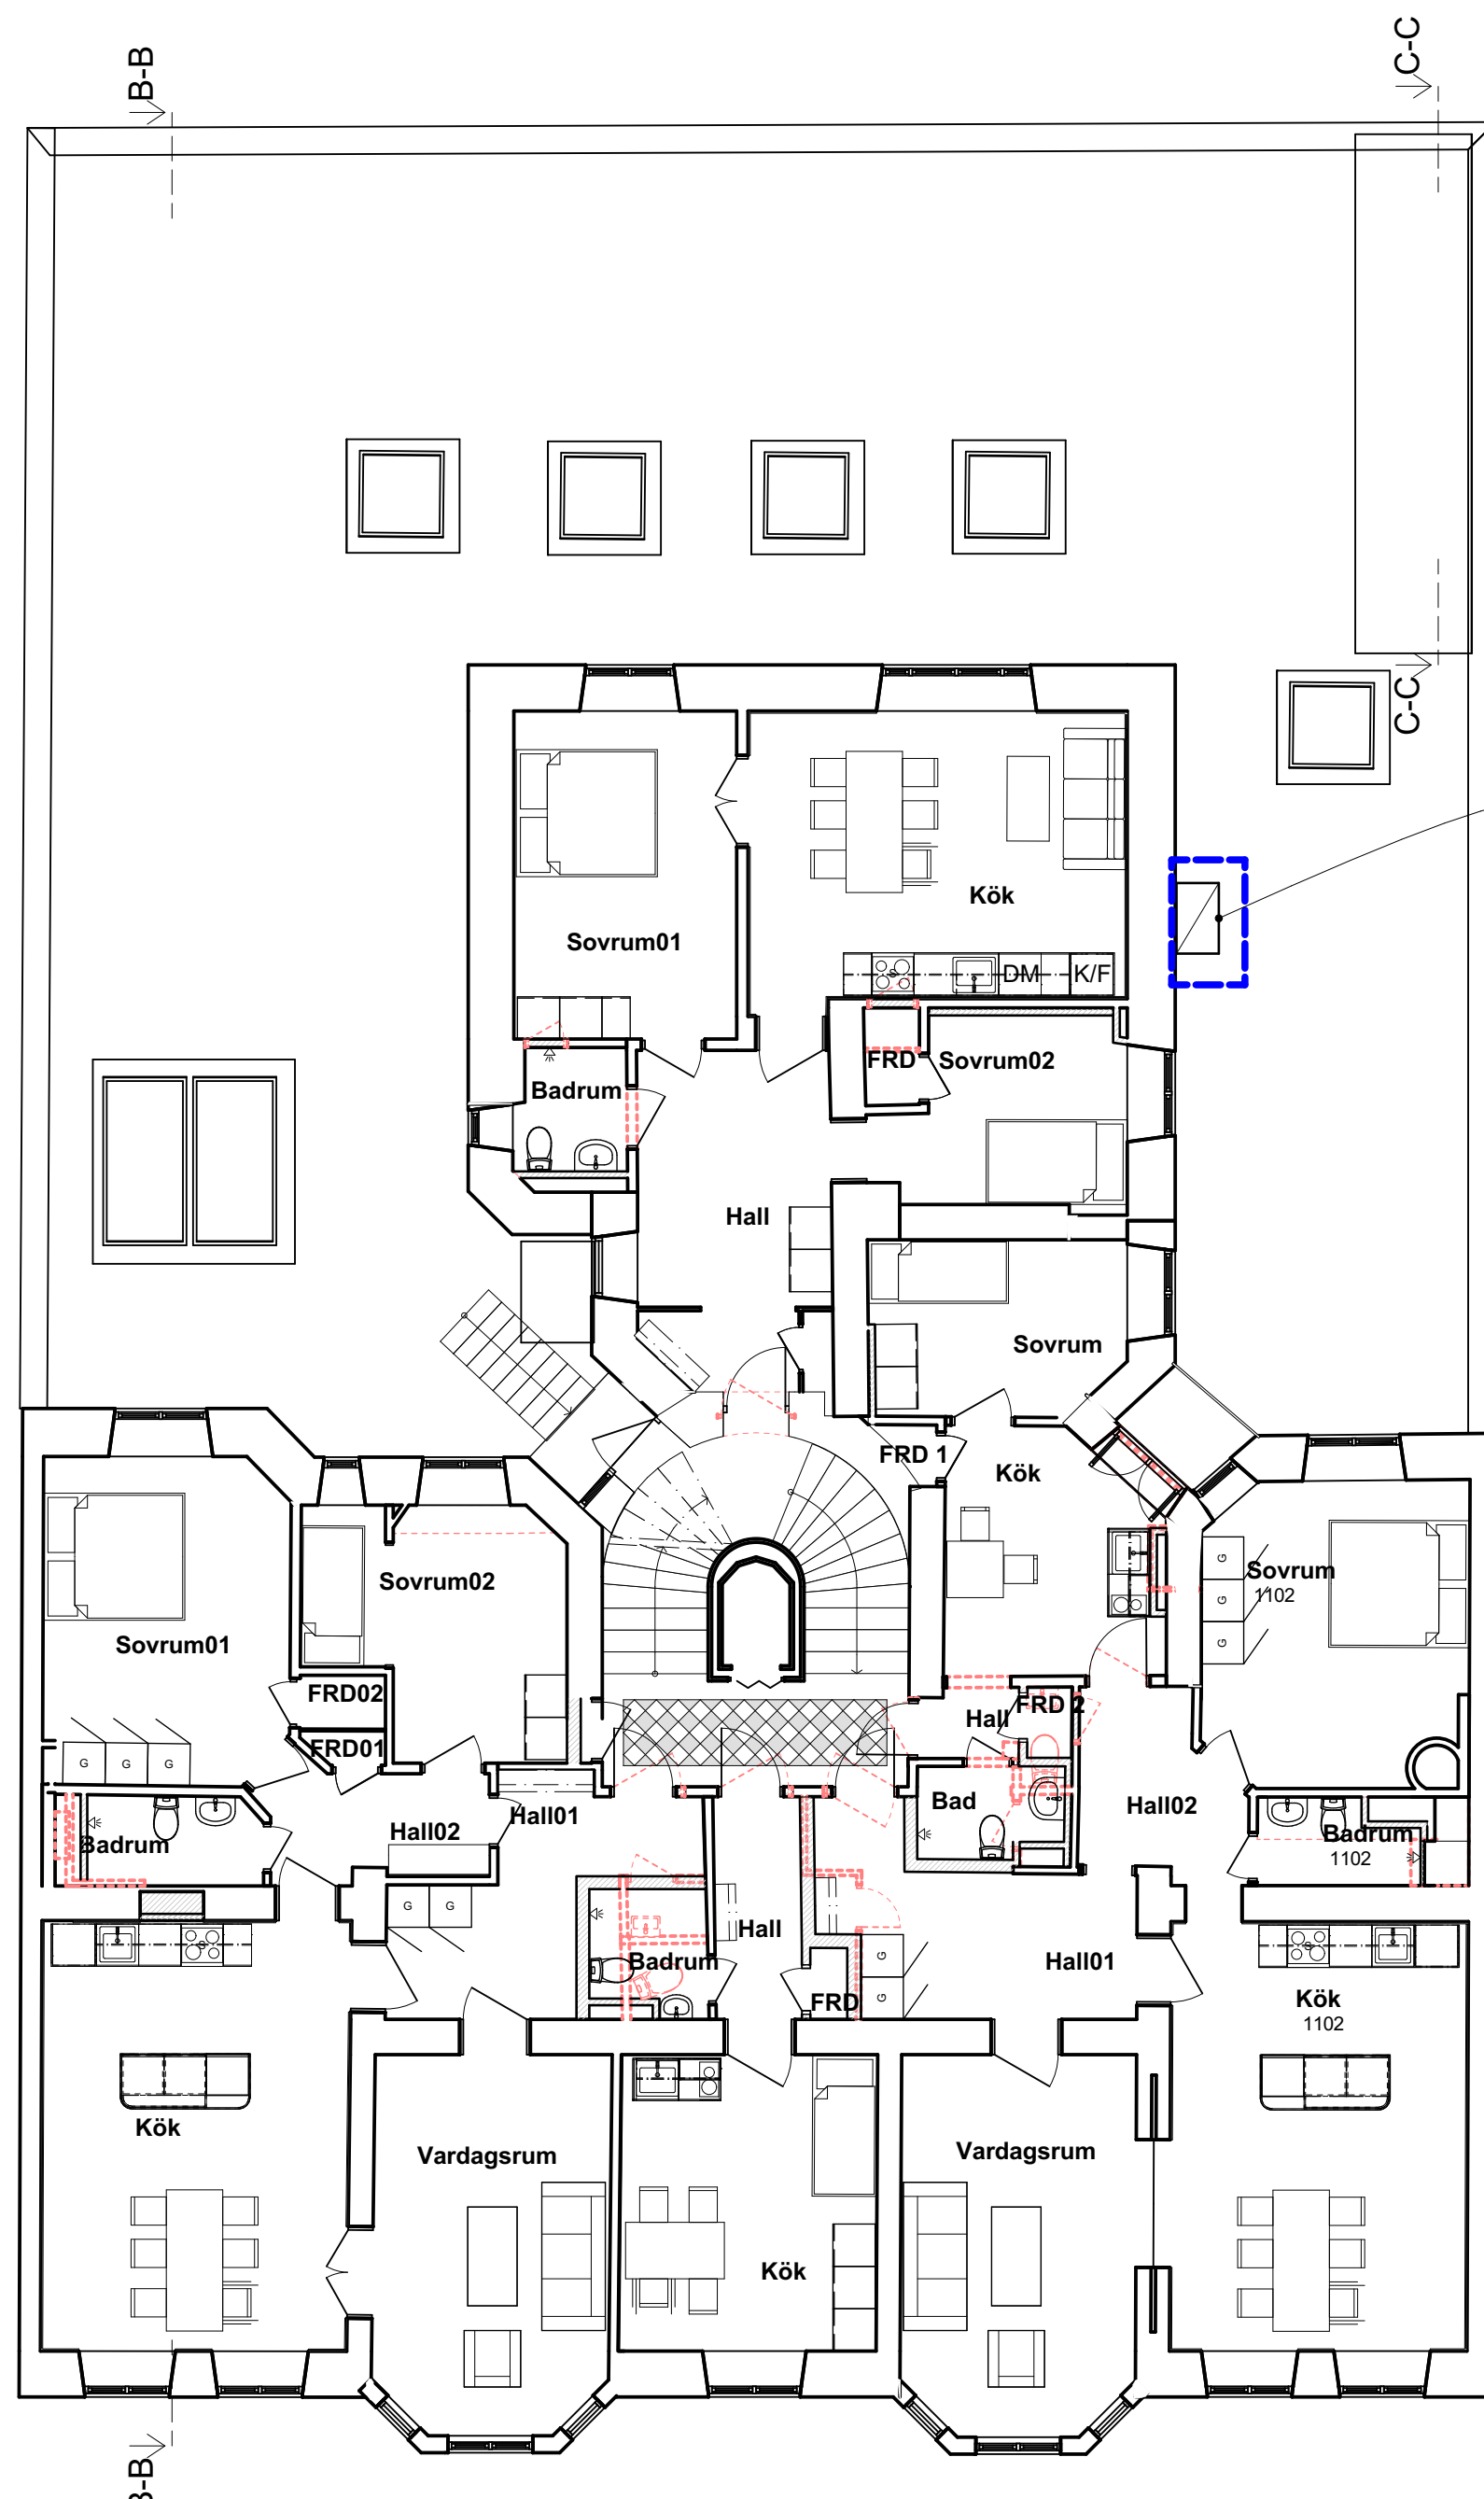 B-B
C-C
C-C
Kök
Sovrum01
DM
K/F
FRD
Sovrum02
Badrum
Hall
Sovrum
FRD 1
Kök
Sovrum
1102
G
G
G
Sovrum02
Sovrum01
FRD02
FRD01
Hall
FRD 2
G
G
G
Bad
Hall02
Hall01
Hall02
Badrum
Badrum
1102
G
G
Hall
Badrum
G
G
Hall01
FRD
Kök
1102
Kök
Vardagsrum
Vardagsrum
Kök
B-B